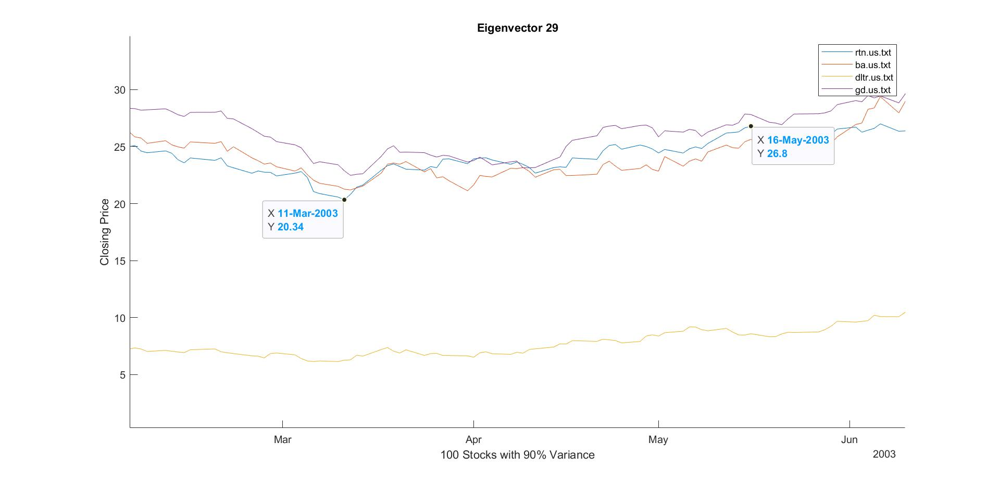 Eigenvector 29
rtn.us.txt
ba.us.txt
dltr.us.txt
gd.us.txt
30
25
20
15
10
5
Closing Price
X 16-May-2003
Y 26.8
X 11-Mar-2003
Y 20.34
Mar
Apr
May
Jun
2003
100 Stocks with 90% Variance